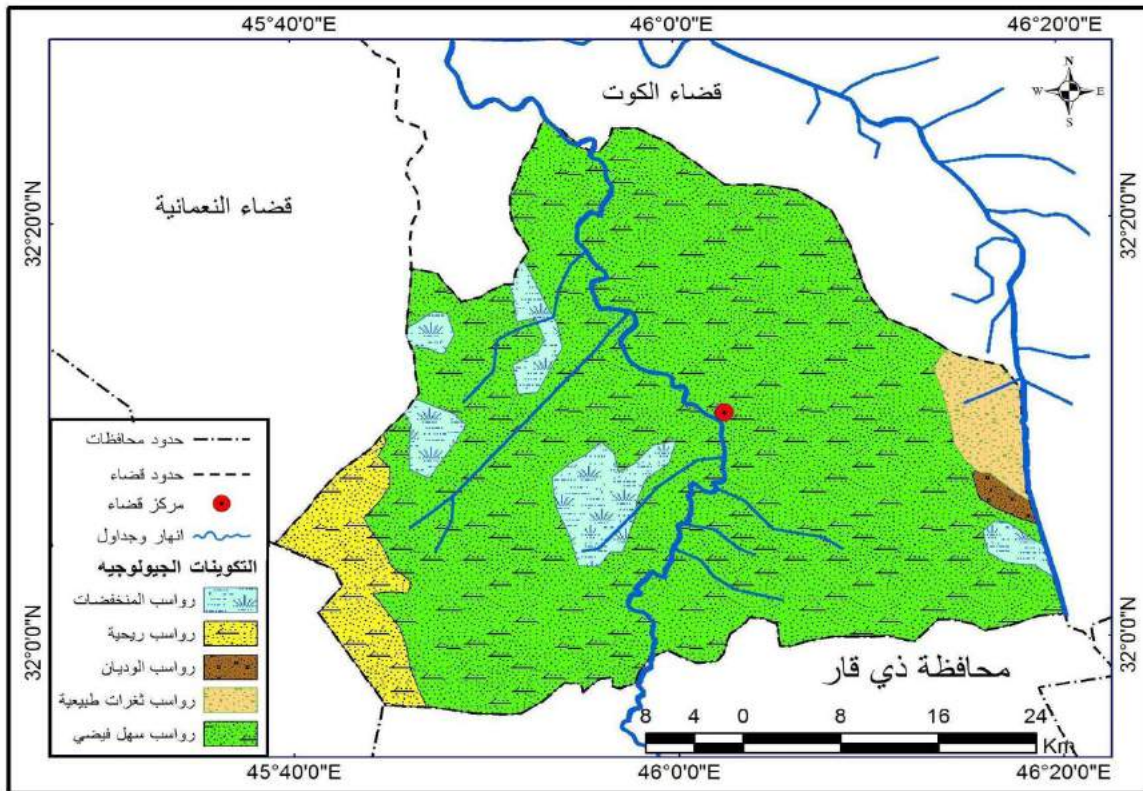 45°40'0"E
46°0'0"E
46°20'0"E
N
W E
S
قضاء الكوت
قضاء النعمانية
32°20'0"N
32°20'0"N
حدود محافظات
حدود قضاء
مركز قضاء
انهار وجداول
التكوينات الجيولوجيه
رواسب المنخفضات
رواسب ريحية
رواسب الوديان
رواسب ثغرات طبيعية
رواسب سهل فيضي
32°0'0"N
32°0'0"N
محافظة ذي قار
8 4 0 8 16 24
Km
45°40'0"E
46°0'0"E
46°20'0"E